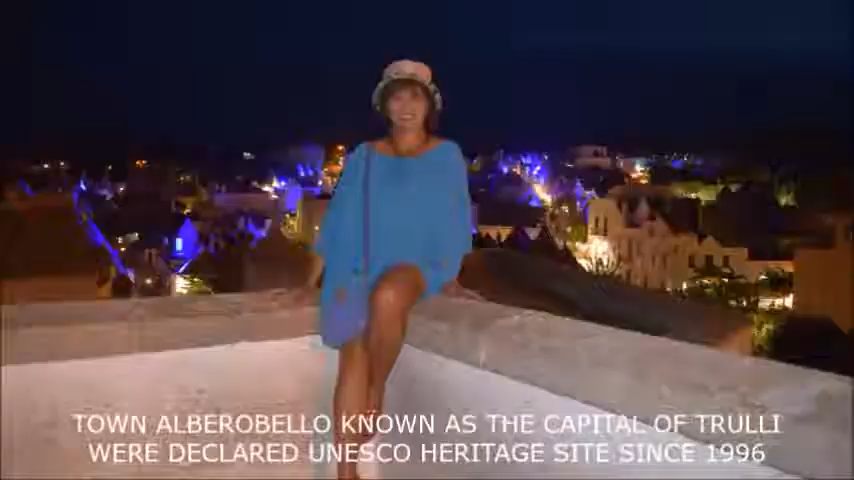 TOWN ALBEROBELLO KNOWN AS THE CAPITAL OF TRULLI
WERE DECLARED UNESCO HERITAGE SITE SINCE 1996